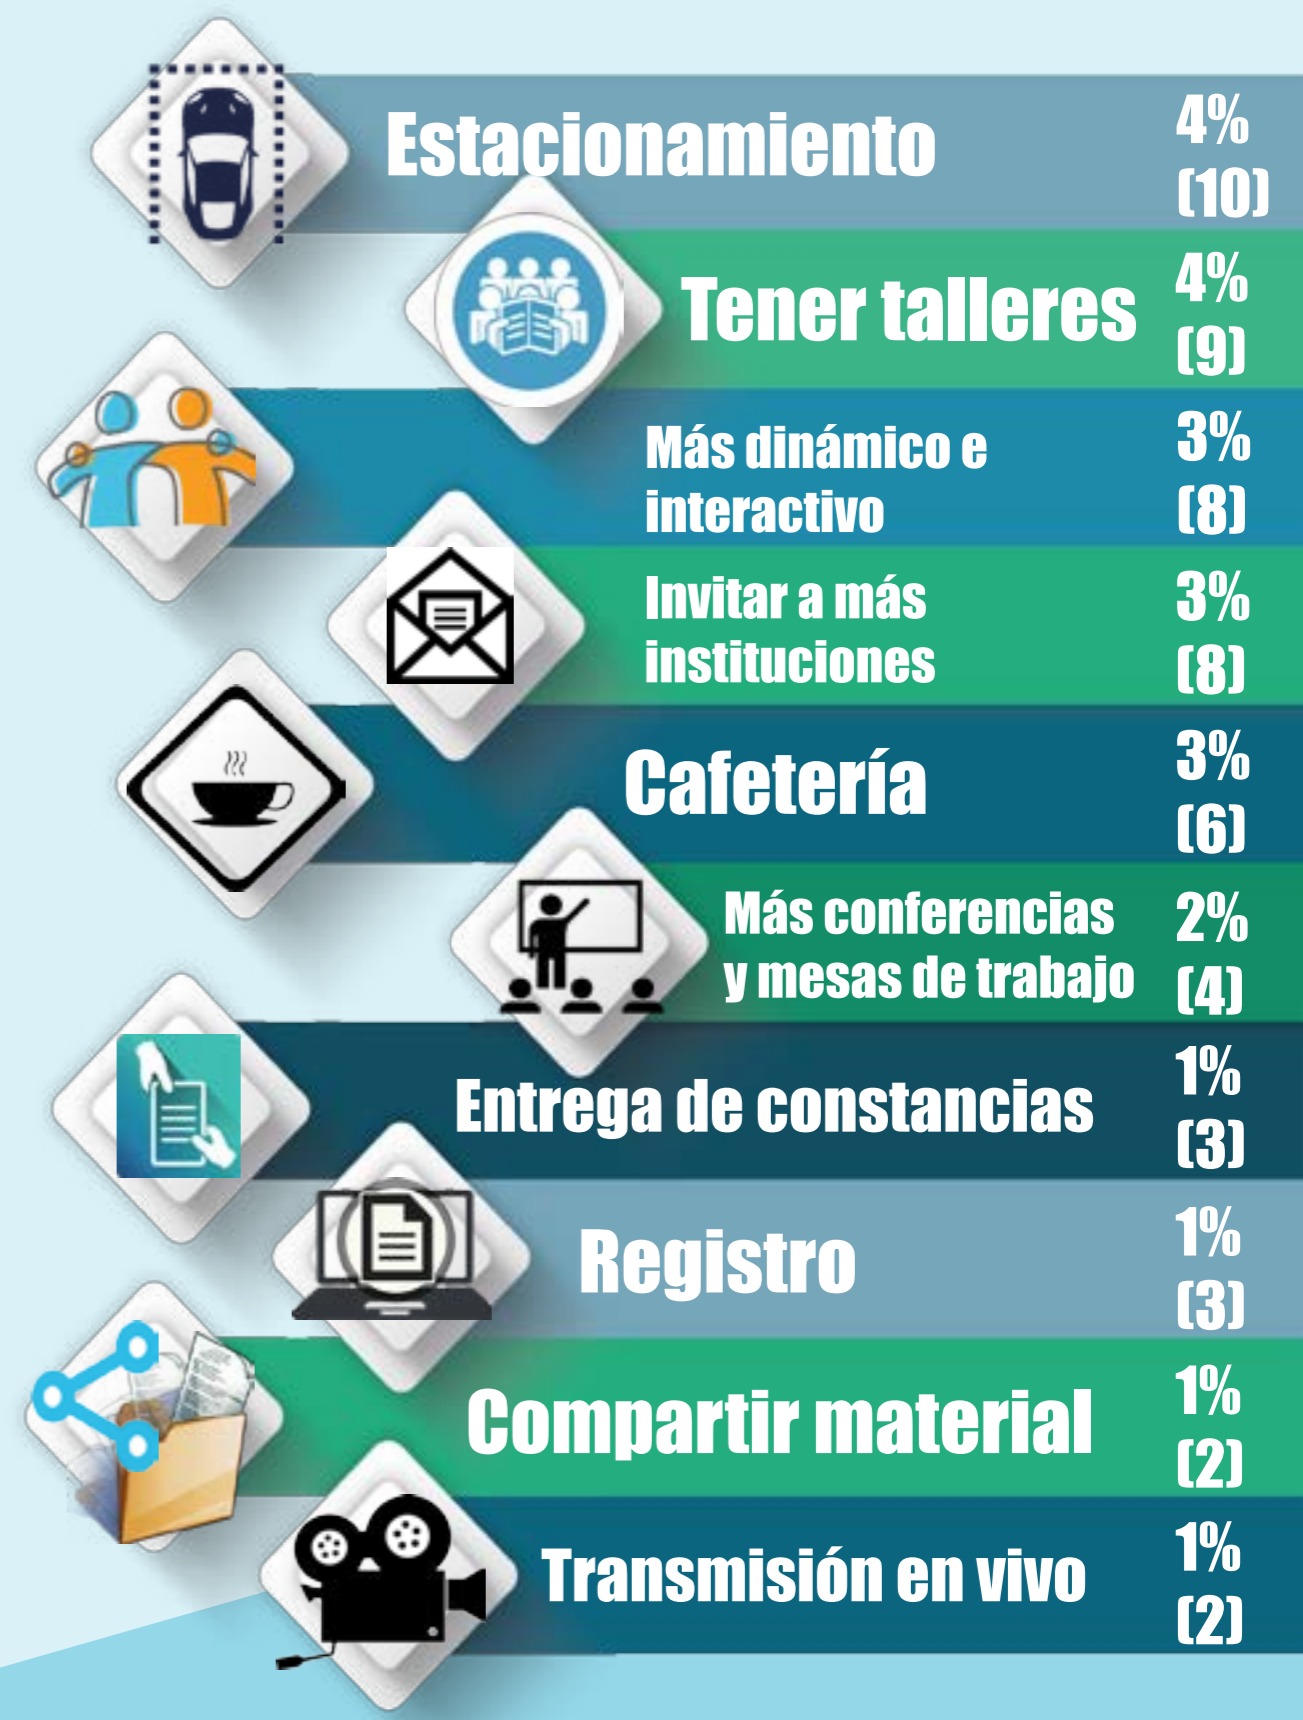 Estacionamiento
4%
(10)
Tener talleres
4%
(9)
Más dinámico e
interactivo
3%
(8)
Invitar a más
instituciones
3%
(8)
Cafetería
3%
(6)
Más conferencias
y mesas de trabajo
2%
(4)
Entrega de constancias
1%
(3)
Registro
1%
(3)
Compartir material
1%
(2)
Transmisión en vivo
1%
(2)